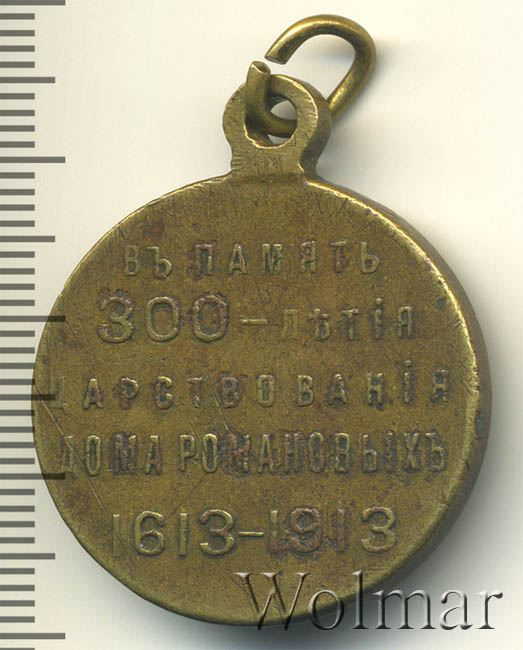 ВЪ ПАМЯТЬ
300-ЛѢТІЯ
ЦАРСТВОВАНІЯ
ДОМА РОМАНОВЫХЪ
1613-1913
Wolmar